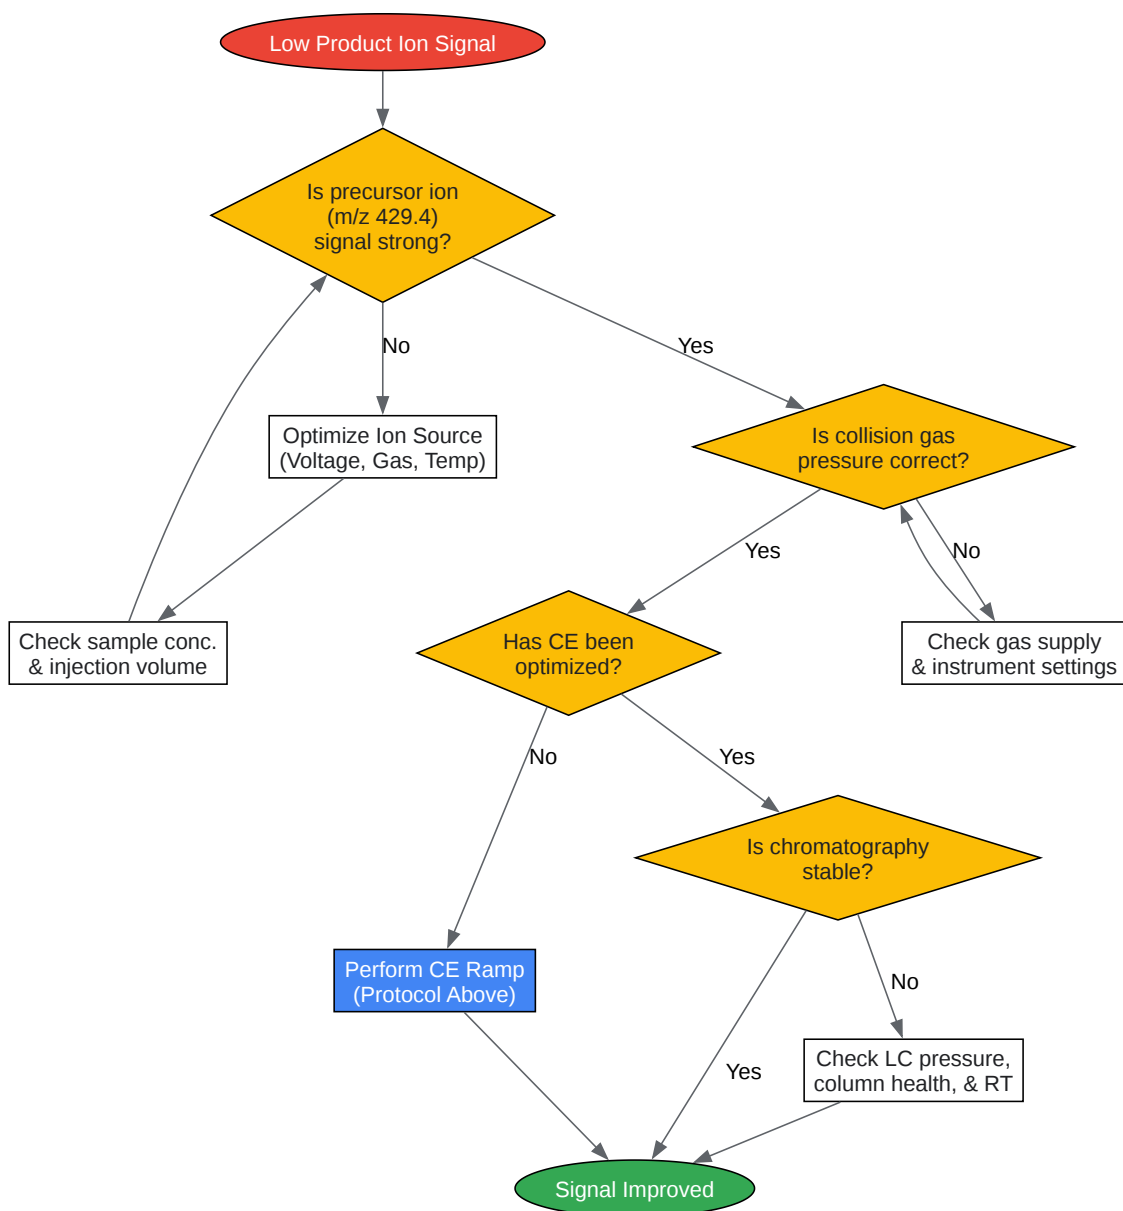 Low Product Ion Signal
Is precursor ion
(m/z 429.4)
signal strong?
No
Yes
Optimize Ion Source
(Voltage, Gas, Temp)
Is collision gas
pressure correct?
Yes
No
Check sample conc.
& injection volume
Has CE been
optimized?
Check gas supply
& instrument settings
No
Yes
Is chromatography
stable?
Perform CE Ramp
(Protocol Above)
No
Yes
Check LC pressure,
column health, & RT
Signal Improved